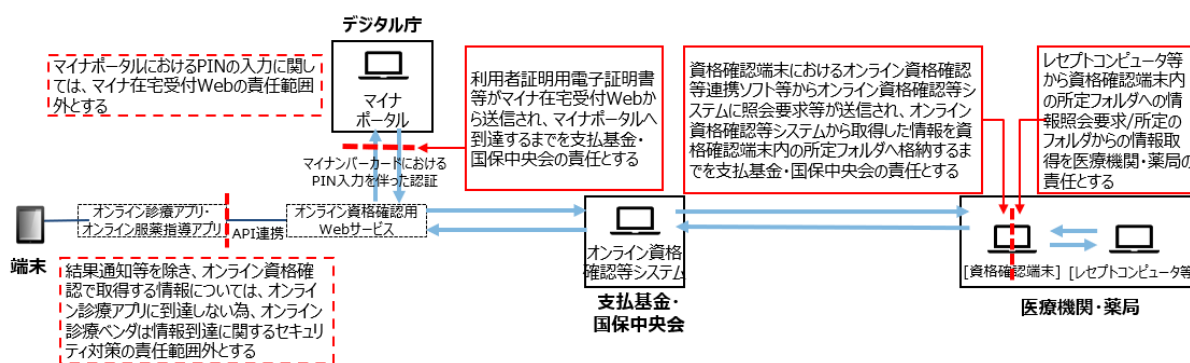 デジタル庁
マイナポータルにおけるPINの入力に関し
ては、マイナ在宅受付Webの責任範囲
外とする
マイナ
ポータル
利用者証明用電子証明書
等がマイナ在宅受付Webか
ら送信され、マイナポータルへ
到達するまでを支払基金・
国保中央会の責任とする
資格確認端末におけるオンライン資格確認
等連携ソフト等からオンライン資格確認等シ
ステムに照会要求等が送信され、オンライン
資格確認等システムから取得した情報を資
格確認端末内の所定フォルダへ格納するま
でを支払基金・国保中央会の責任とする
レセプトコンピュータ等
から資格確認端末内
の所定フォルダへの情
報照会要求/所定の
フォルダからの情報取
得を医療機関・薬局の
責任とする
マイナンバーカードにおける
PIN入力を伴った認証
オンライン診療アプリ・
オンライン服薬指導アプリ
API連携
オンライン資格確認用
Webサービス
端末
オンライン資格
確認等システム
支払基金・
国保中央会
[資格確認端末]
[レセプトコンピュータ等
医療機関・薬局
結果通知等を除き、オンライン資格確
認で取得する情報については、オンライ
ン診療アプリに到達しない為、オンライン
診療ベンダは情報到達に関するセキュリ
ティ対策の責任範囲外とする